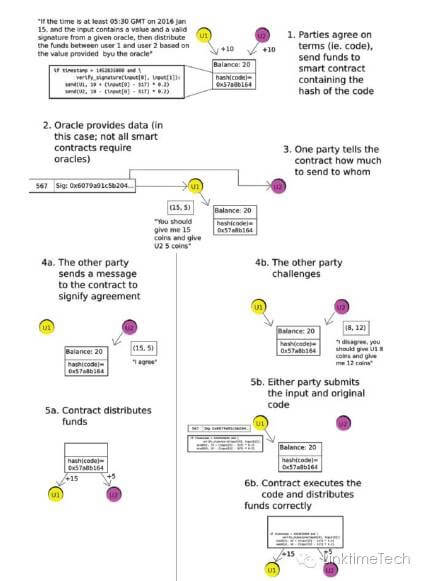 "If the time is at least 05:30 GMT on 2016 Jan
15, and the input contains a value and a valid
signature from a given oracle, then distribute
the funds between user 1 and user 2 based on
the value provided byu the oracle"
U1
U2
+10
+10
Balance: 20
hash(code)=
0x57a8b164
if timestamp > 1452835800 and \
verify_signature(input[0], input[1]):
send(U1, 10 + (input[0] - 517) * 0.2)
send(U2, 10 - (input[0] - 517) * 0.2)
1. Parties agree on
terms (ie. code),
send funds to
smart contract
containing the
hash of the code
2. Oracle provides data (in
this case; not all smart
contracts require
oracles)
3. One party tells the
contract how much
to send to whom
567
Sig: 0x6079a01c5b204...
U1
U2
(15, 5)
"You should
give me 15
coins and give
U2 5 coins"
Balance: 20
hash(code)=
0x57a8b164
4a. The other party
sends a message
to the contract to
signify agreement
U1
U2
Balance: 20
hash(code)=
0x57a8b164
(15, 5)
"I agree"
5a. Contract distributes
funds
hash(code)=
0x57a8b164
+15
+5
U1
U2
4b. The other party
challenges
U1
U2
Balance: 20
hash(code)=
0x57a8b164
(8, 12)
"I disagree, you
should give U1 8
coins and give
me 12 coins"
5b. Either party submits
the input and original
code
567
U1
U2
Balance: 20
hash(code)=
0x57a8b164
6b. Contract executes the
code and distributes
funds correctly
+15
+5
U1
U2
linktimeTech